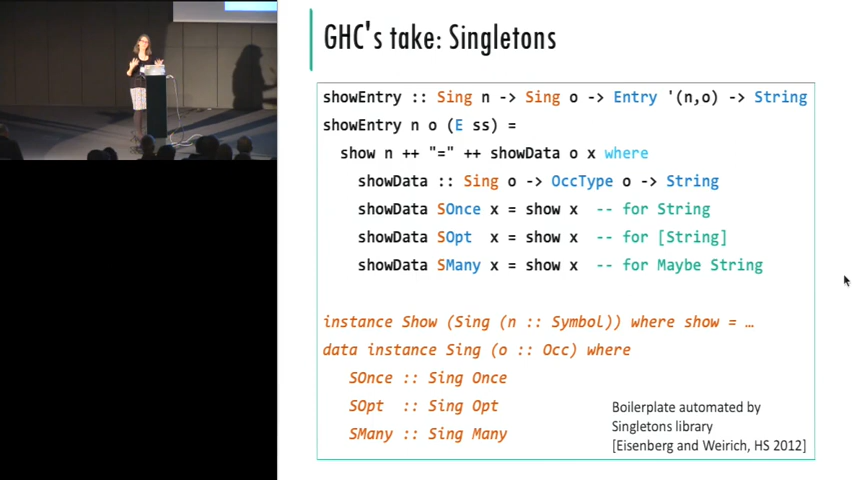 GHC's take: Singletons
showEntry :: Sing n -> Sing o -> Entry '(n,o) -> String
showEntry n o (E ss) =
show n ++ "=" ++ showData o x where
showData :: Sing o -> OccType o -> String
showData SOnce x = show x -- for String
showData SOpt x = show x -- for [String]
showData SMany x = show x -- for Maybe String
instance Show (Sing (n :: Symbol)) where show = …
data instance Sing (o :: Occ) where
SOnce :: Sing Once
SOpt :: Sing Opt
SMany :: Sing Many
Boilerplate automated by
Singletons library
[Eisenberg and Weirich, HS 2012]